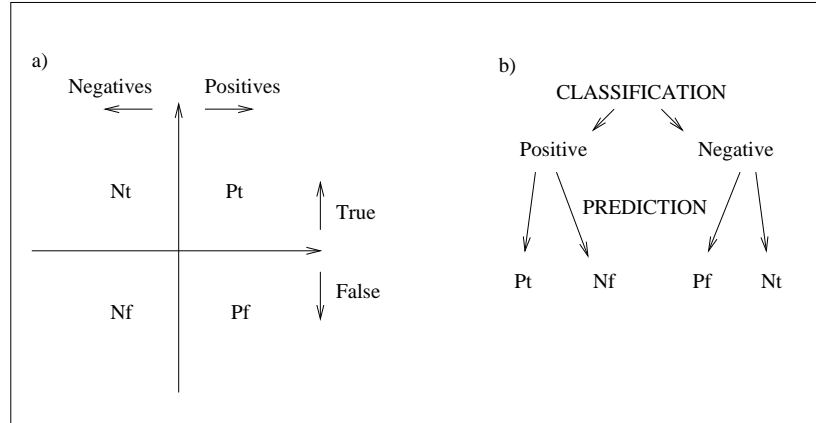 a)
Negatives Positives
Nt Pt
True
False
Nf Pf
b)
CLASSIFICATION
Positive Negative
PREDICTION
Pt Nf Pf Nt